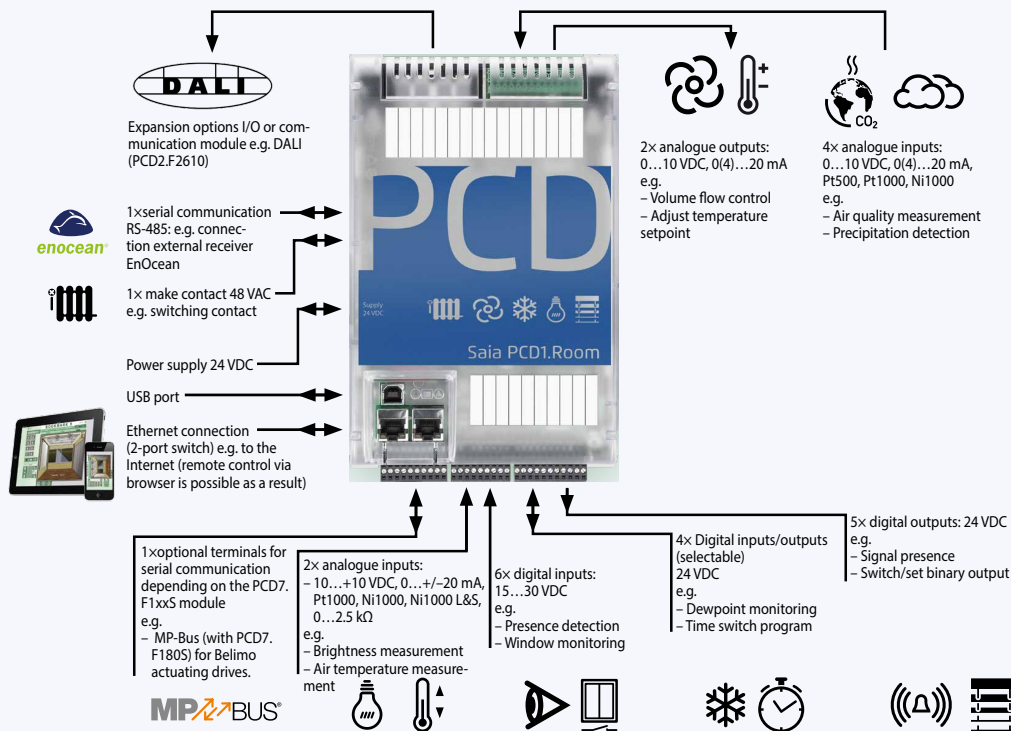 DALI
Expansion options I/O or com-
munication module e.g. DALI
(PCD2.F2610)
2× analogue outputs:
0…10 VDC, 0(4)…20 mA
e.g.
– Volume flow control
– Adjust temperature
setpoint
CO2
4× analogue inputs:
0…10 VDC, 0(4)…20 mA,
Pt500, Pt1000, Ni1000
e.g.
– Air quality measurement
– Precipitation detection
enocean®
1×serial communication
RS-485: e.g. connec-
tion external receiver
EnOcean
1× make contact 48 VAC
e.g. switching contact
Power supply 24 VDC
USB port
Ethernet connection
(2-port switch) e.g. to the
Internet (remote control via
browser is possible as a result)
PCD
Supply
24 VDC
Saia PCD1.Room
1×optional terminals for
serial communication
depending on the PCD7.
F1xxS module
e.g.
– MP-Bus (with PCD7.
F180S) for Belimo
actuating drives.
MP BUS®
2× analogue inputs:
– 10…+10 VDC, 0…+/–20 mA,
Pt1000, Ni1000, Ni1000 L&S,
0…2.5 kΩ
e.g.
– Brightness measurement
– Air temperature measure-
ment
6× digital inputs:
15…30 VDC
e.g.
– Presence detection
– Window monitoring
4× Digital inputs/outputs
(selectable)
24 VDC
e.g.
– Dewpoint monitoring
– Time switch program
5× digital outputs: 24 VDC
e.g.
– Signal presence
– Switch/set binary output